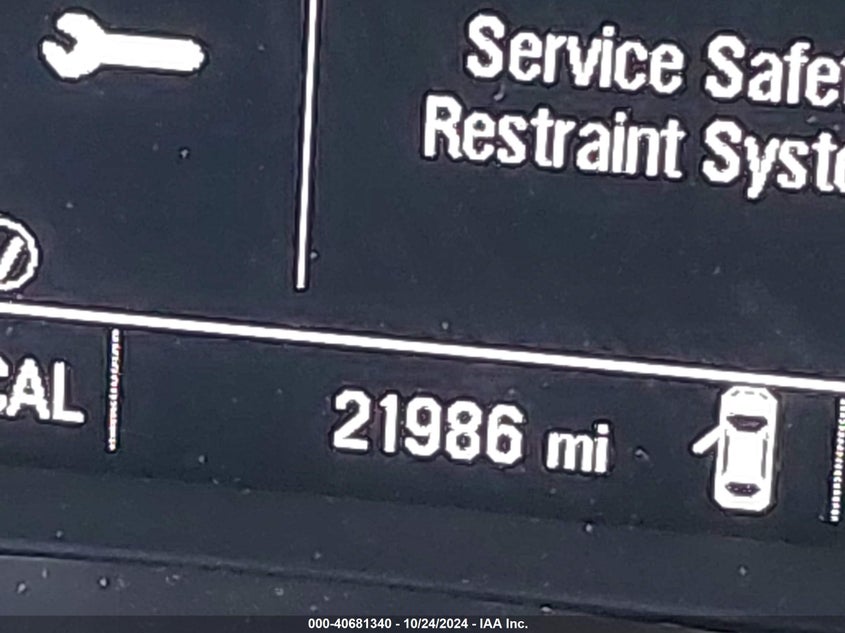 Service
Restraint
21986 mi
000-40681340 - 10/24/2024 - IAA Inc.